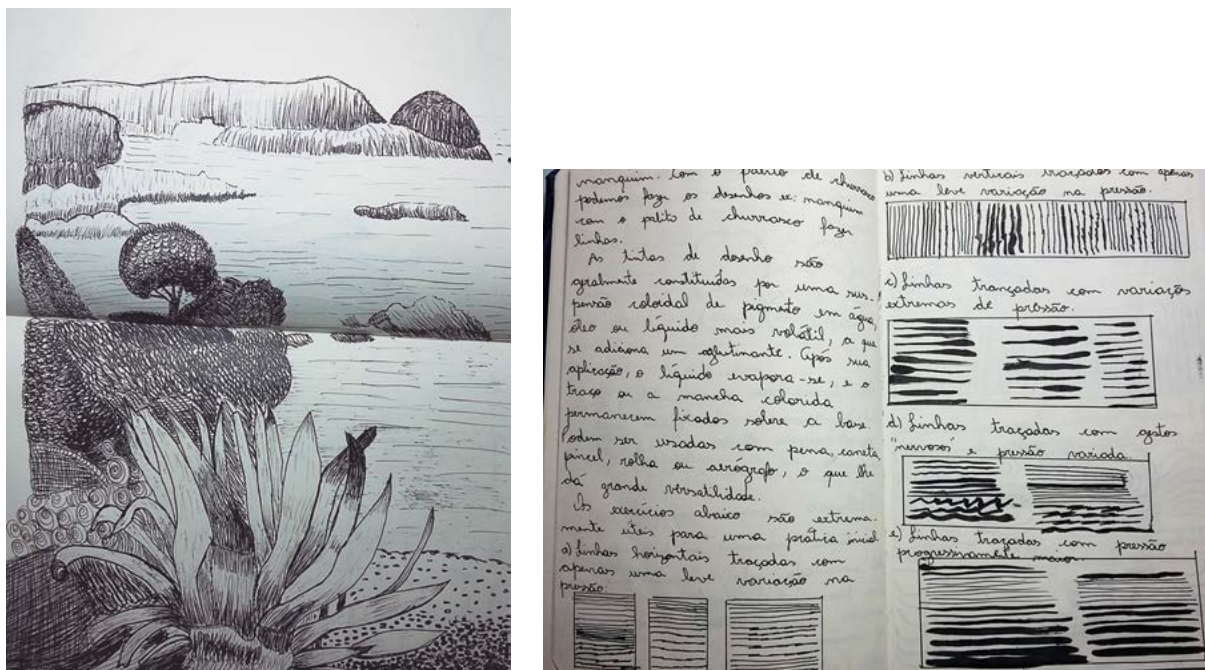 manquim. Com o palito de churrasco
podemos fazer os desenhos ex: manquim
com o palito de churrasco fazer
linhas.
As tintas de desenho são
geralmente constituídas por uma sus-
pensão coloidal de pigmento em água,
óleo ou líquido mais volátil, a que
se adiciona um aglutinante. Após sua
aplicação, o líquido evapora-se, e o
traço ou a mancha colorida
permanecem fixados sobre a base.
Podem ser usadas com pena, caneta,
pincel, rolha ou aerógrafo, o que lhe
dá grande versatilidade.
Os exercícios abaixo são extrema-
mente úteis para uma prática inicial
a) Linhas horizontais traçadas com
apenas uma leve variação na
pressão.
b) Linhas verticais traçadas com apenas
uma leve variação na pressão.
c) Linhas trançadas com variações
extremas de pressão.
d) Linhas traçadas com gestos
"nervosos" e pressão variada.
e) Linhas traçadas com pressão
progressivamente maior.